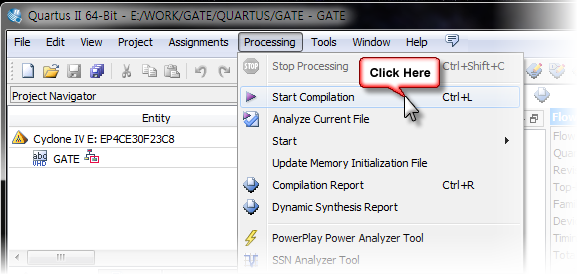 Quartus II 64-Bit - E:/WORK/GATE/QUARTUS/GATE - GATE
File Edit View Project Assignments Processing Tools Window Help
Stop Processing Ctrl+Shift+C
Click Here
Project Navigator
Start Compilation Ctrl+L
Entity
Analyze Current File
Cyclone IV E: EP4CE30F23C8
Start
abd
VHD
GATE
Update Memory Initialization File
Compilation Report Ctrl+R
Dynamic Synthesis Report
PowerPlay Power Analyzer Tool
SSN Analyzer Tool